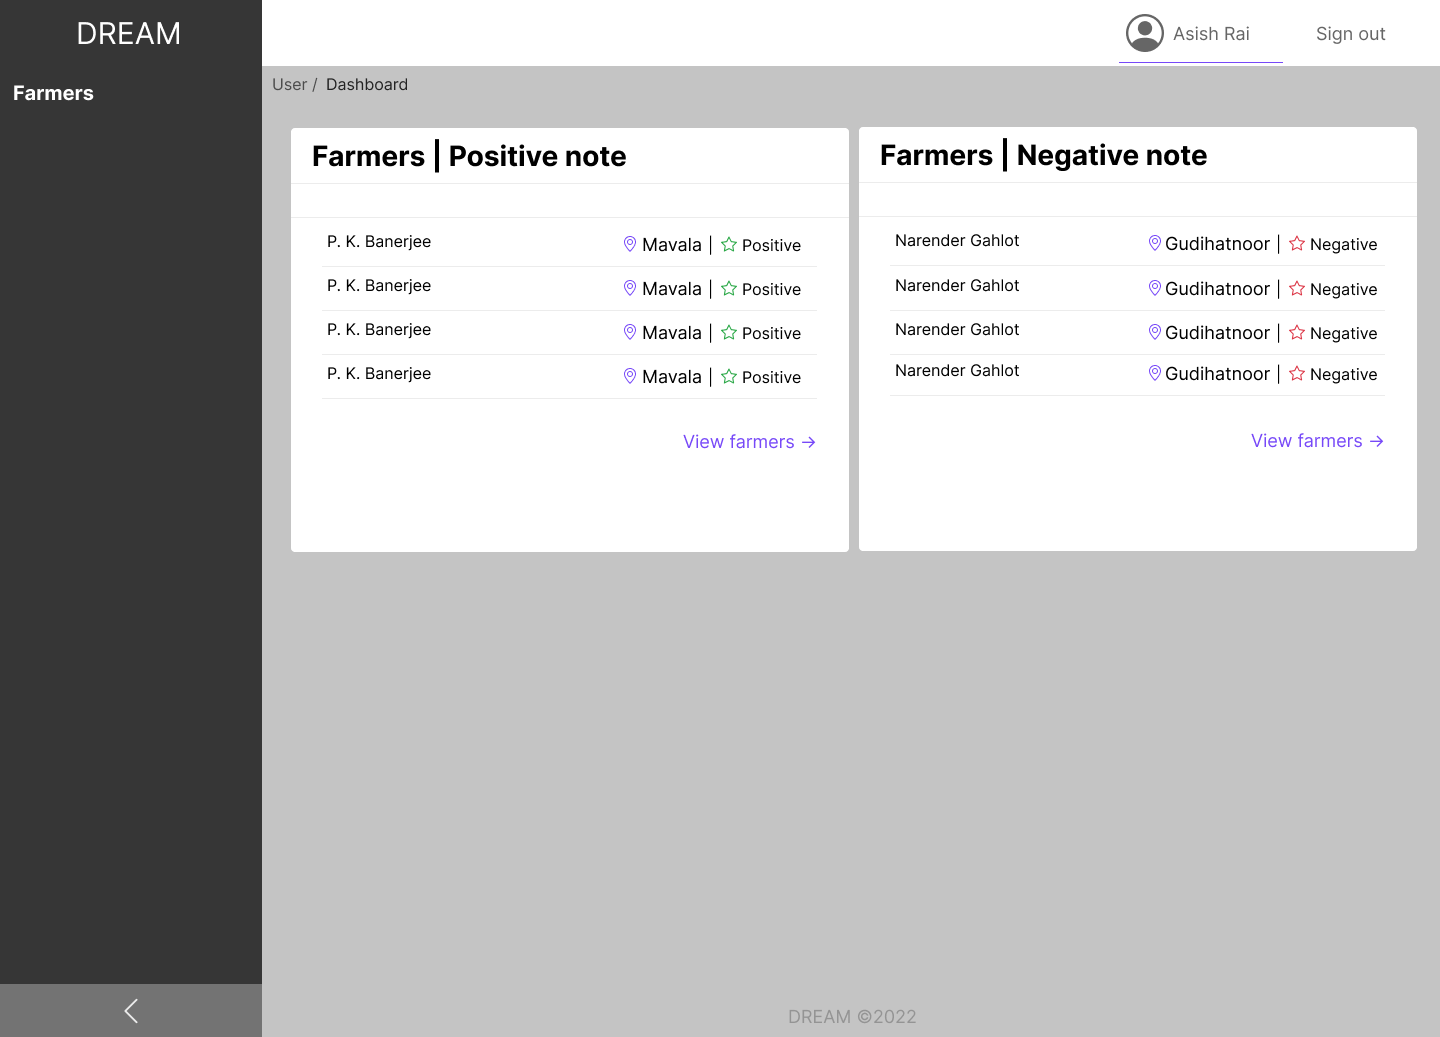 DREAM
Asish Rai
Sign out
Farmers
User / Dashboard
Farmers | Positive note
P. K. Banerjee Mavala | Positive
P. K. Banerjee Mavala | Positive
P. K. Banerjee Mavala | Positive
P. K. Banerjee Mavala | Positive
View farmers →
Farmers | Negative note
Narender Gahlot Gudihatnoor | Negative
Narender Gahlot Gudihatnoor | Negative
Narender Gahlot Gudihatnoor | Negative
Narender Gahlot Gudihatnoor | Negative
View farmers →
DREAM ©2022